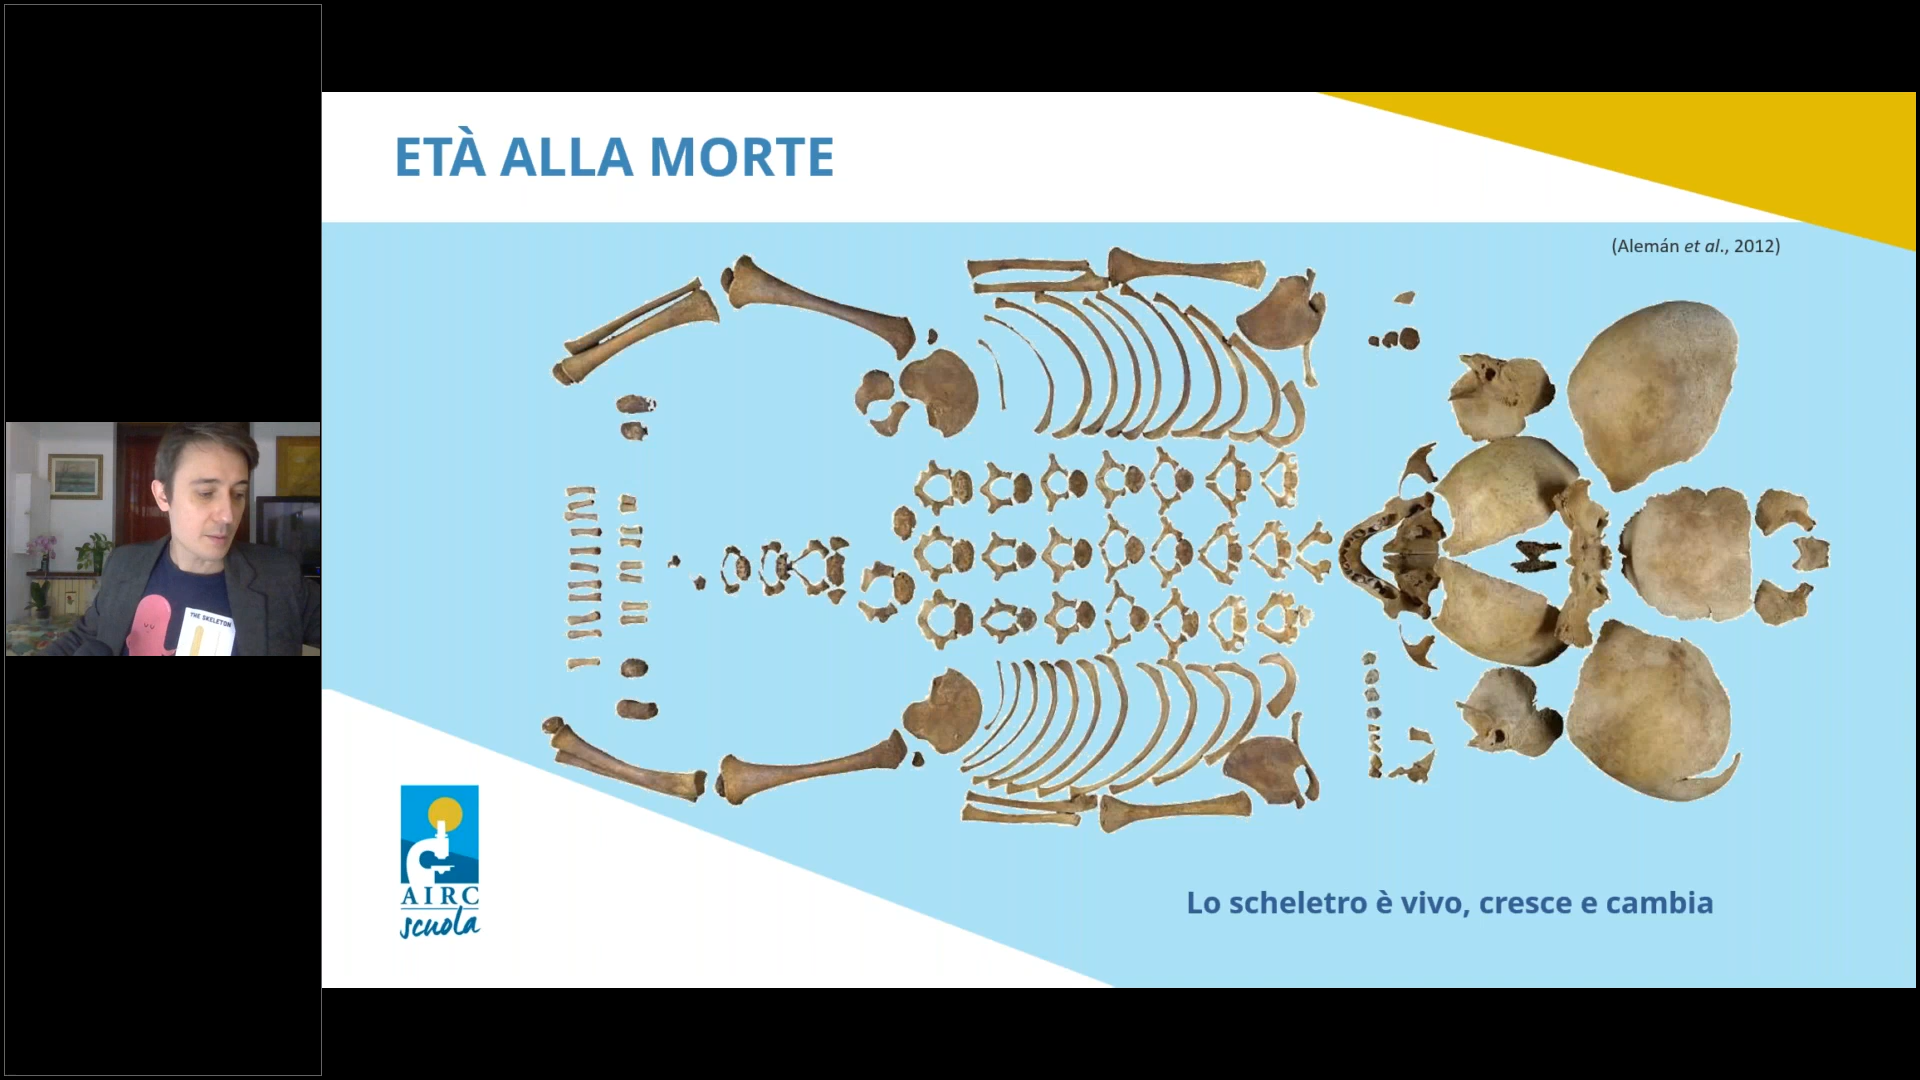 ETÀ ALLA MORTE
(Alemán et al., 2012)
THE SKELETON
AIRC
scuola
Lo scheletro è vivo, cresce e cambia